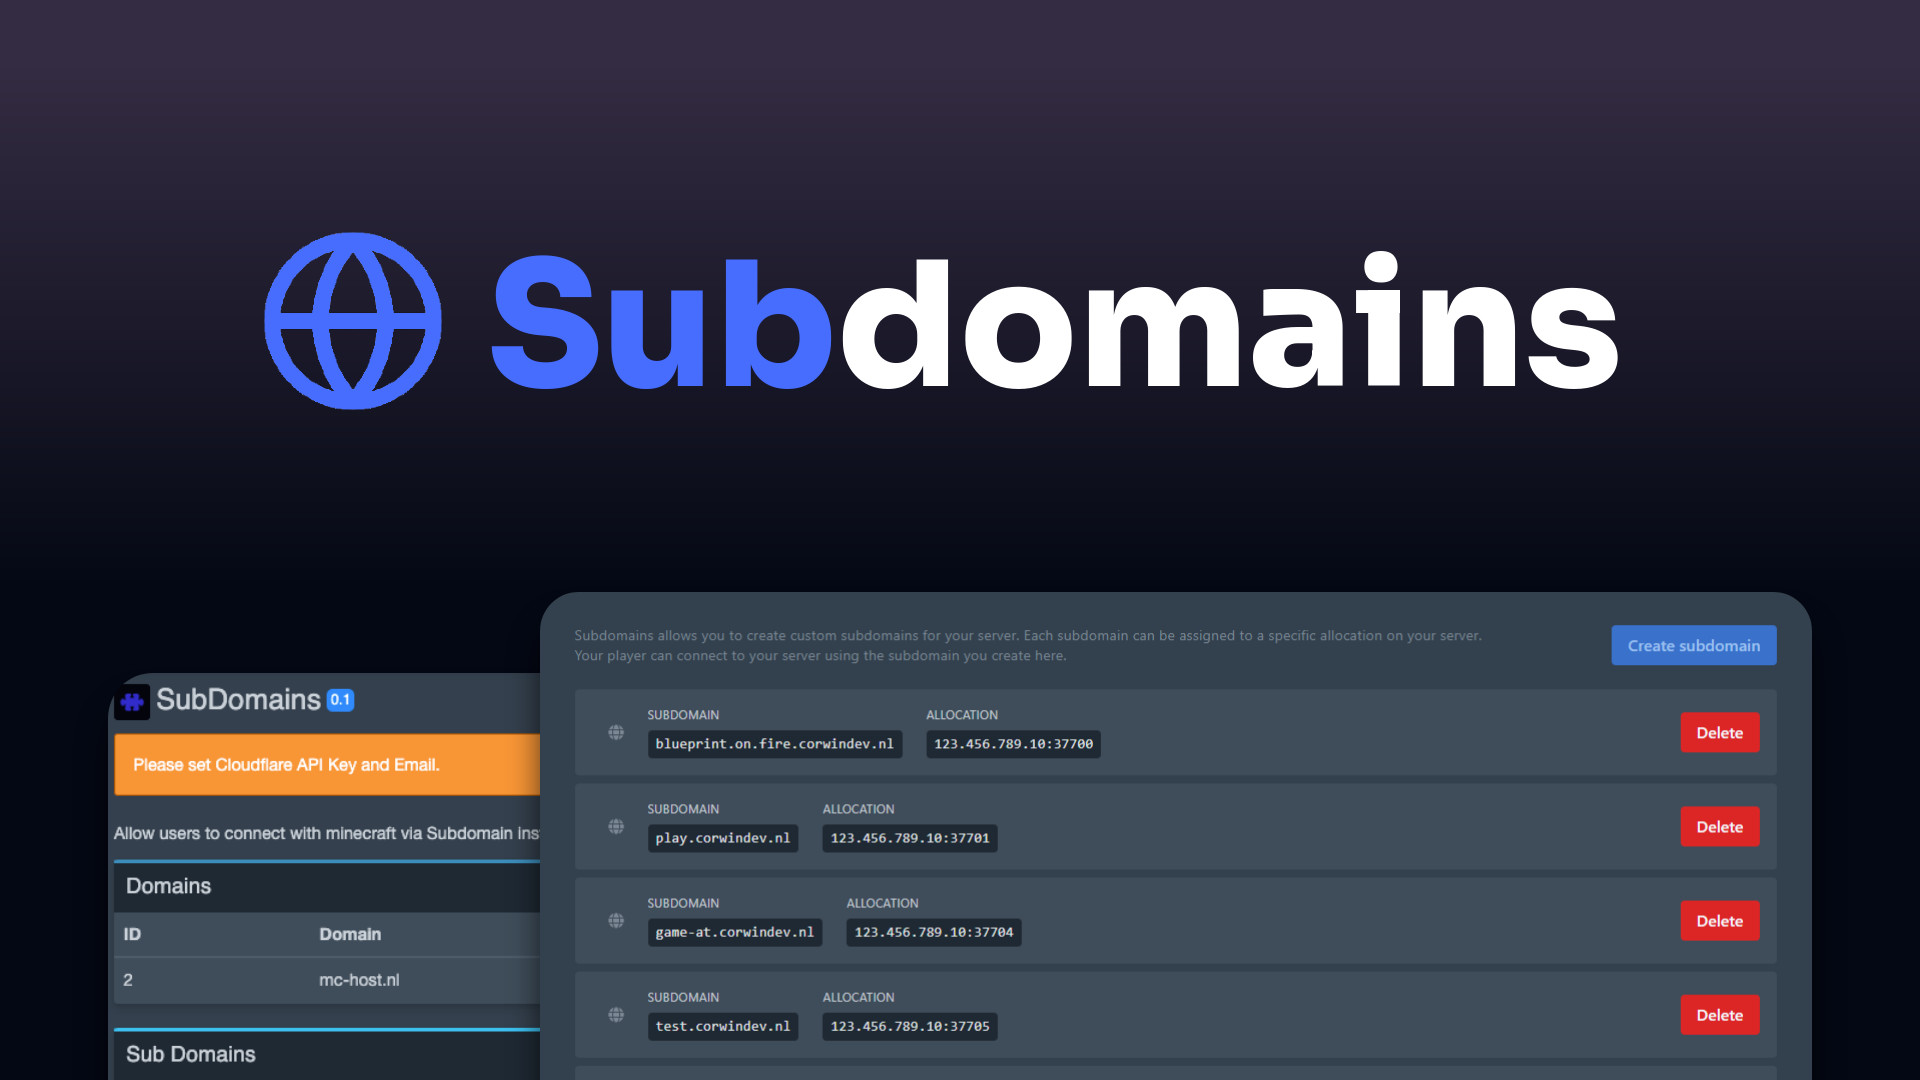 Subdomains
SubDomains 0.1
Please set Cloudflare API Key and Email.
Allow users to connect with minecraft via Subdomain
Domains
ID Domain
2 mc-host.nl
Sub Domains
Subdomains allows you to create custom subdomains for your server. Each subdomain can be assigned to a specific allocation on your server.
Your player can connect to your server using the subdomain you create here.
Create subdomain
SUBDOMAIN ALLOCATION
blueprint.on.fire.corwindev.nl 123.456.789.10:37700
Delete
SUBDOMAIN ALLOCATION
play.corwindev.nl 123.456.789.10:37701
Delete
SUBDOMAIN ALLOCATION
game-at.corwindev.nl 123.456.789.10:37704
Delete
SUBDOMAIN ALLOCATION
test.corwindev.nl 123.456.789.10:37705
Delete